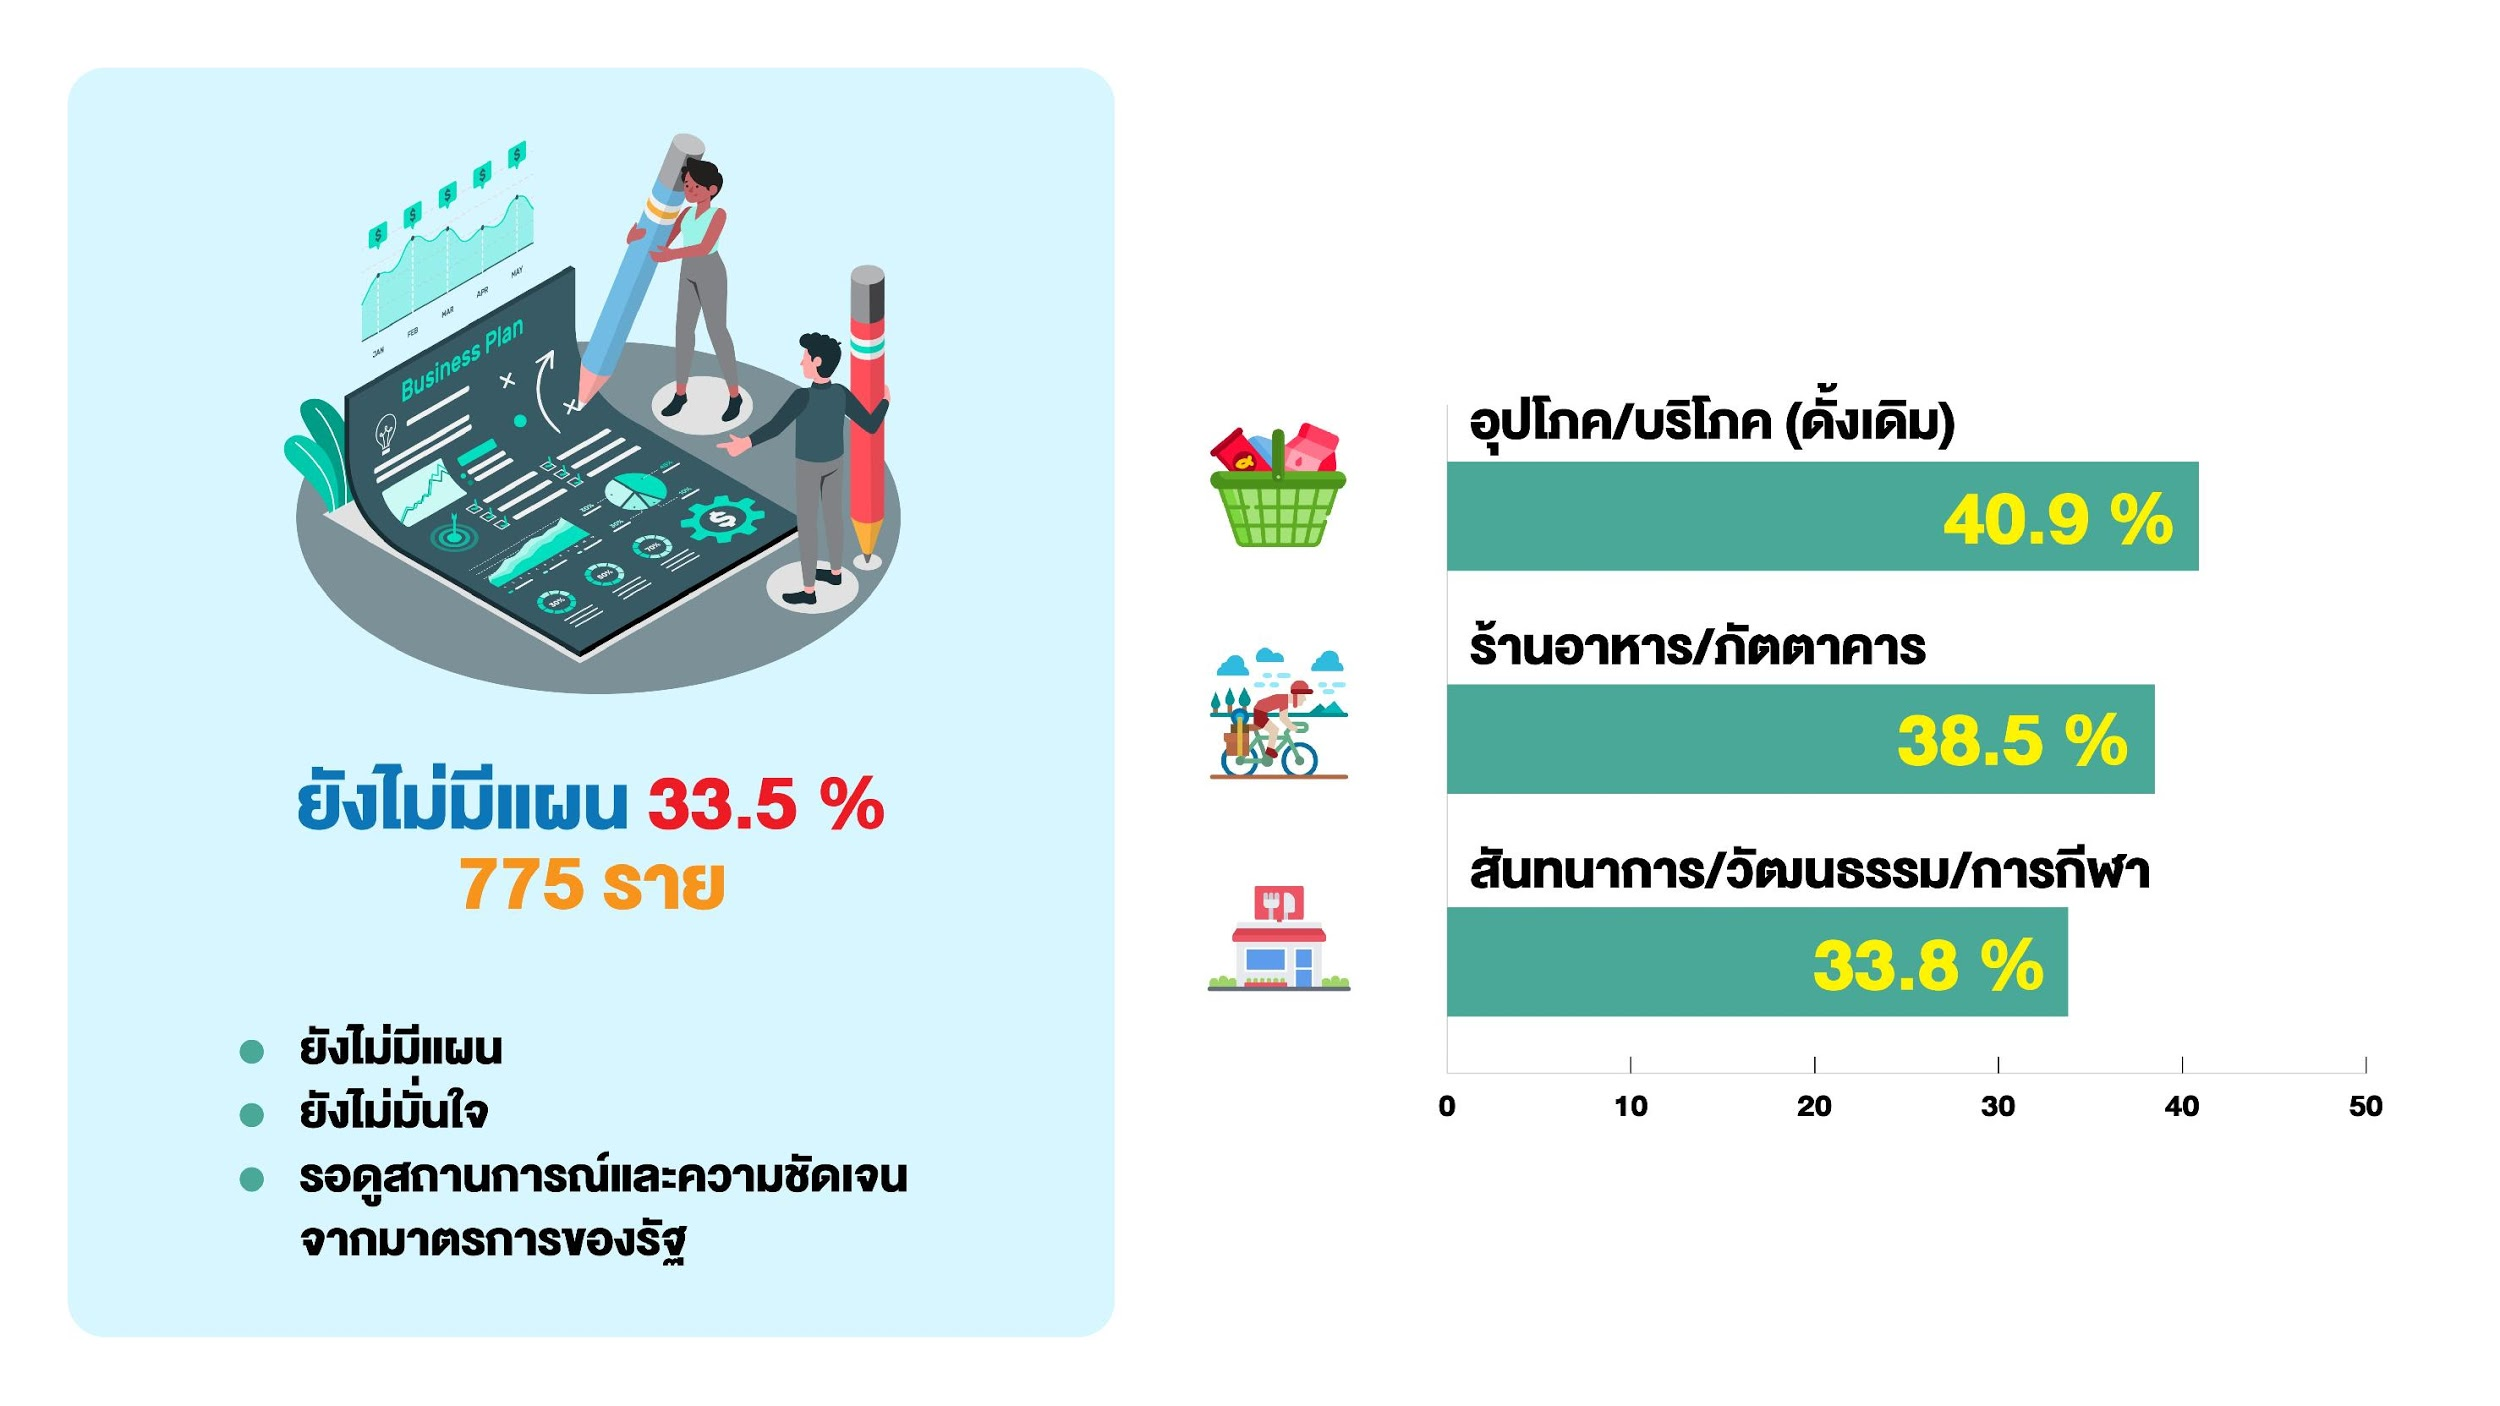 $ $ $ $ $
JAN FEB MAR APR MAY
Business Plan
ยังไม่มีแผน 33.5 %
775 ราย
ยังไม่มีแผน
ยังไม่มั่นใจ
รอดูสถานการณ์และความชัดเจน
จากมาตรการของรัฐ
อุปโภค/บริโภค (ดั้งเดิม)
40.9 %
ร้านอาหาร/ภัตตาคาร
38.5 %
สันทนาการ/วัฒนธรรม/การกีฬา
33.8 %
0 10 20 30 40 50